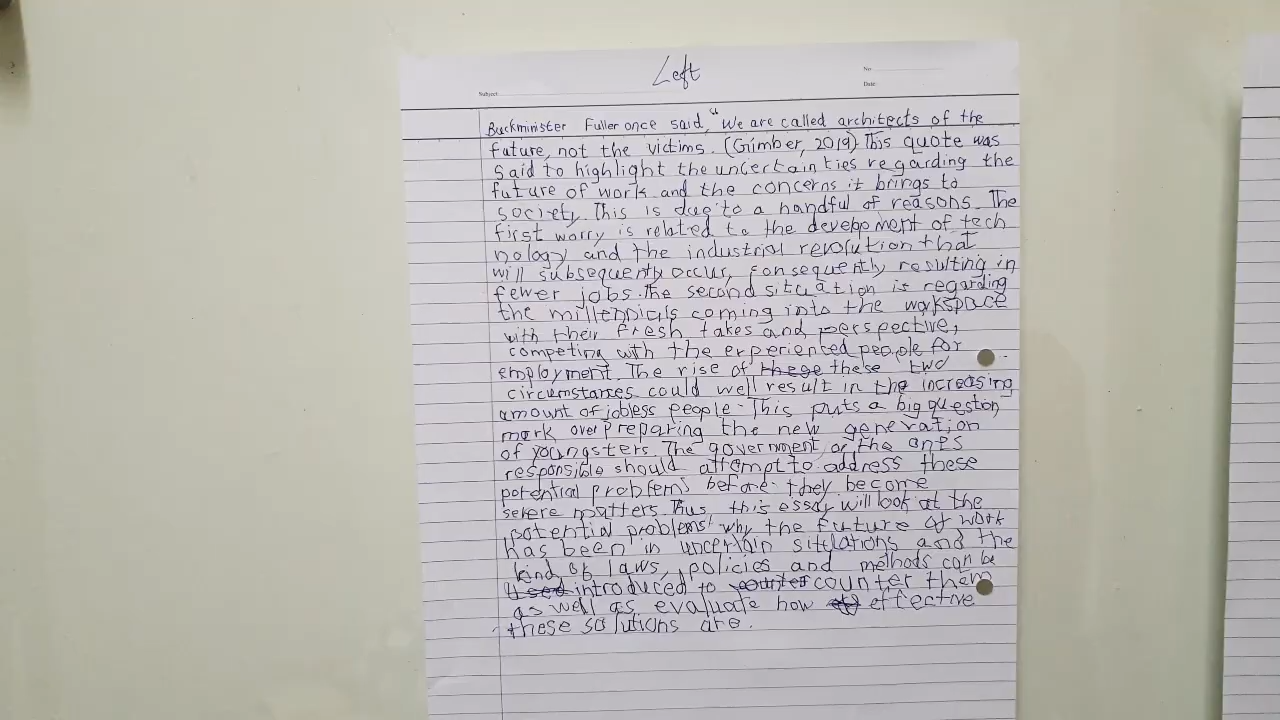 Left
No.
Date:
Subject:
Buckminister Fuller once said, "We are called architects of the
future, not the victims. (Gimber, 2019) This quote was
said to highlight the uncertainties regarding the
future of work and the concerns it brings to
society. This is due to a handful of reasons. The
first worry is related to the develepment of tech
nology and the industrial revolution that
will subsequently occur, consequently resulting in
fewer jobs. The second situation is regarding
the millennials coming into the workspace
with their fresh takes and perspective,
competing with the experienced people for
employment. The rise of these these two
circumstances could well result in the increasing
amount of jobless people. This puts a big question
mark over preparing the new generation
of youngsters. The government or the ones
responsible should attempt to address these
potential problems before they become
severe matters. Thus, this essay will look at the
potential problems why the future of work
has been in uncertain situlations and the
kind of laws, policies and methods can be
used introduced to counter counter them
as well as evaluate how effective
these solutions are.